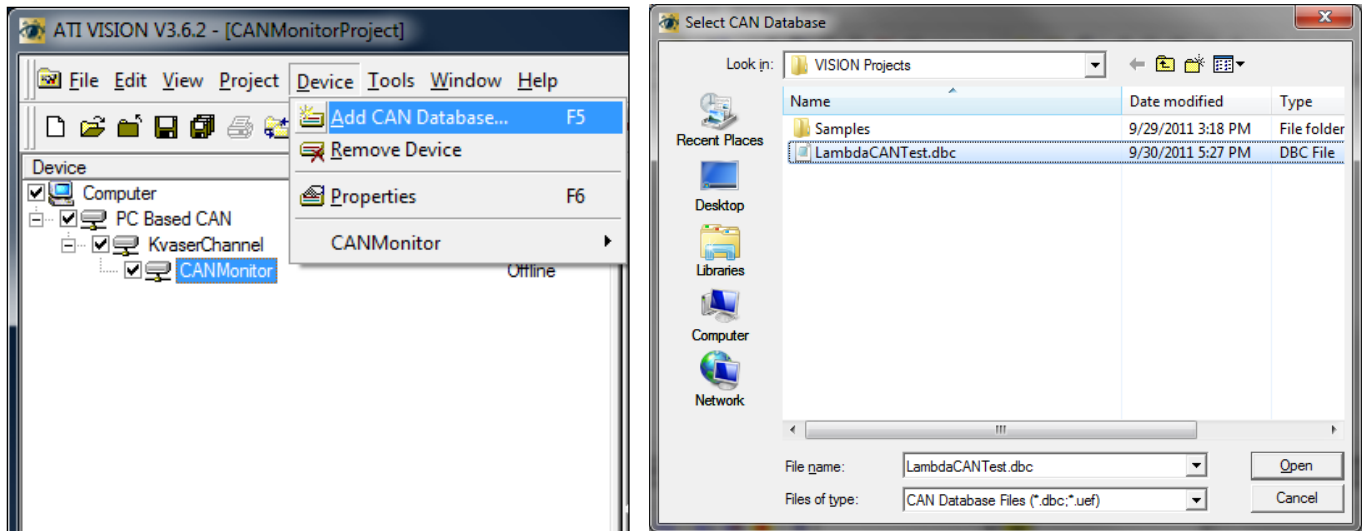 ATI VISION V3.6.2 - [CANMonitorProject]
File Edit View Project Device Tools Window Help
Add CAN Database... F5
Remove Device
Properties F6
CANMonitor
Device
Computer
PC Based CAN
KvaserChannel
CANMonitor Offline
Select CAN Database
Look in: VISION Projects
Name Date modified Type
Samples 9/29/2011 3:18 PM File folder
LambdaCANTest.dbc 9/30/2011 5:27 PM DBC File
Recent Places
Desktop
Libraries
Computer
Network
File name: LambdaCANTest.dbc Open
Files of type: CAN Database Files (*.dbc;*.uef) Cancel